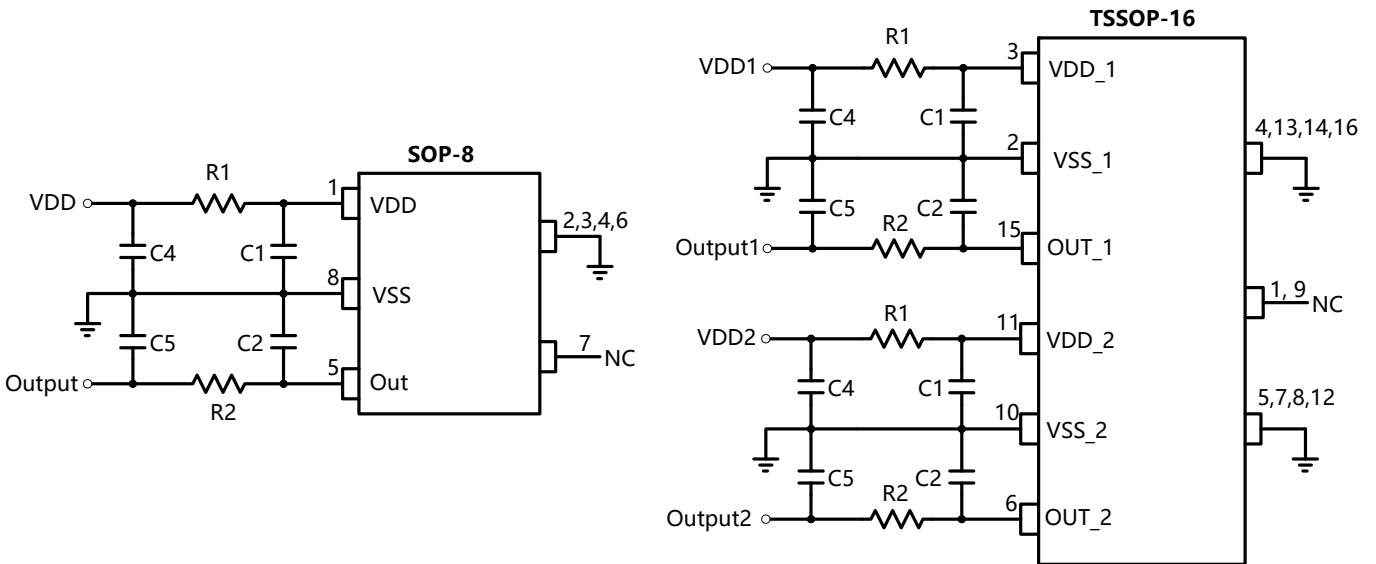 SOP-8
VDD
R1
1
VDD
C4
C1
2,3,4,6
8
VSS
C5
C2
7
NC
5
Output
Out
R2
TSSOP-16
R1
3
VDD1
VDD_1
C4
C1
4,13,14,16
2
VSS_1
C5
C2
R2
15
Output1
OUT_1
1, 9
NC
R1
11
VDD2
VDD_2
C4
C1
5,7,8,12
10
VSS_2
C5
C2
R2
6
Output2
OUT_2